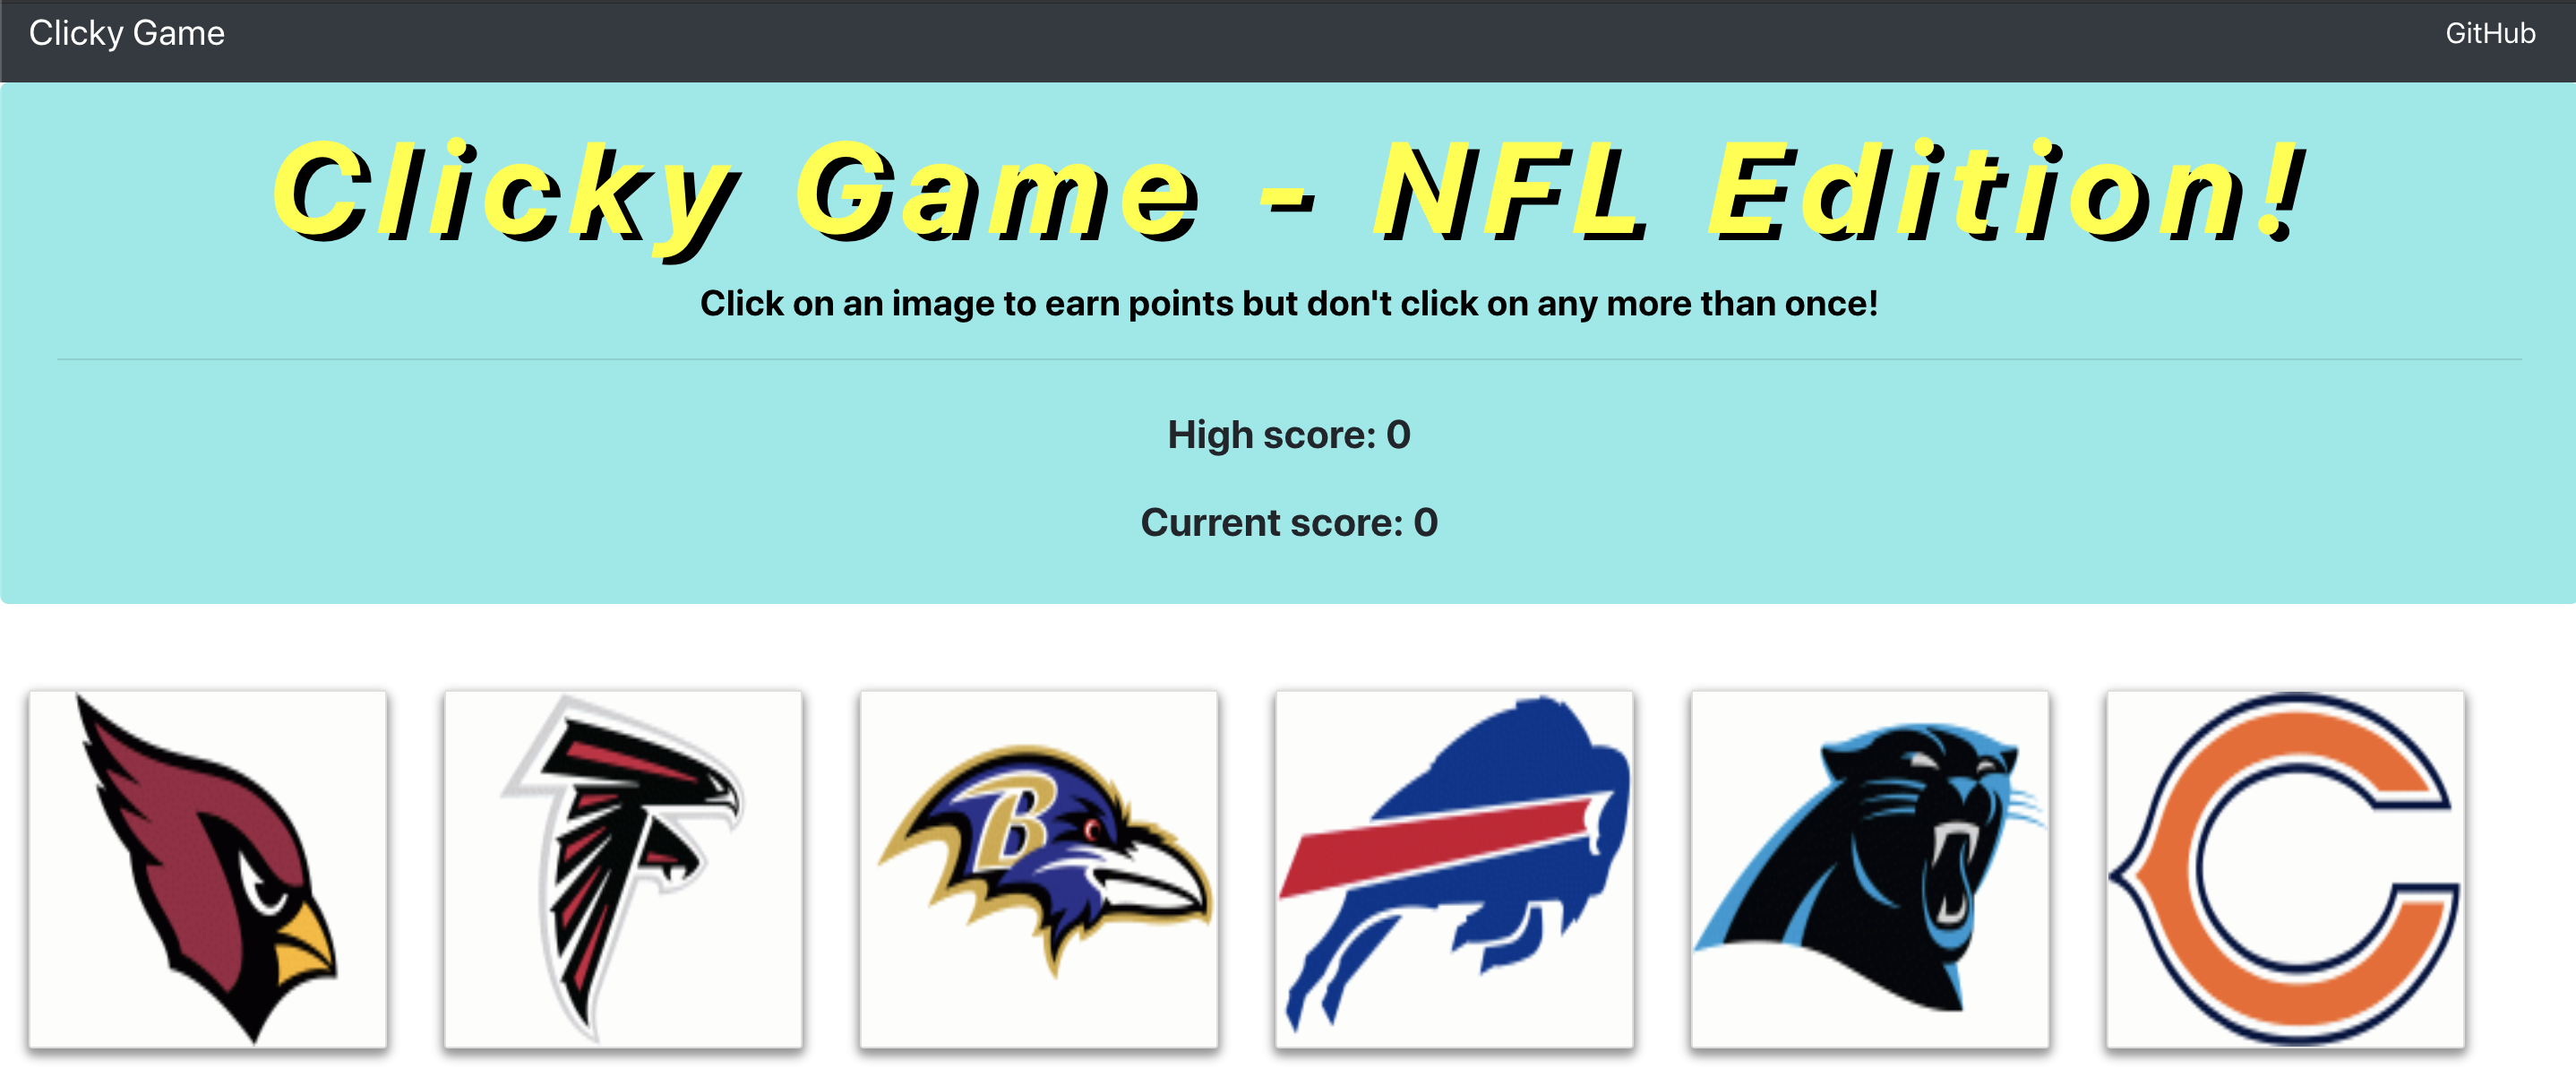 Clicky Game
GitHub
Clicky Game - NFL Edition!
Click on an image to earn points but don't click on any more than once!
High score: 0
Current score: 0
B